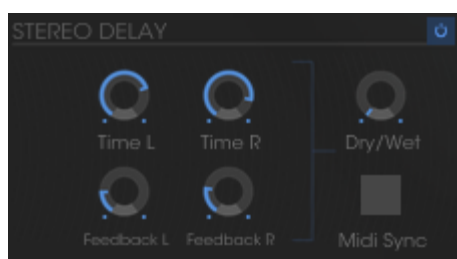 STEREO DELAY
Time L Time R Dry/Wet
Feedback L Feedback R Midi Sync